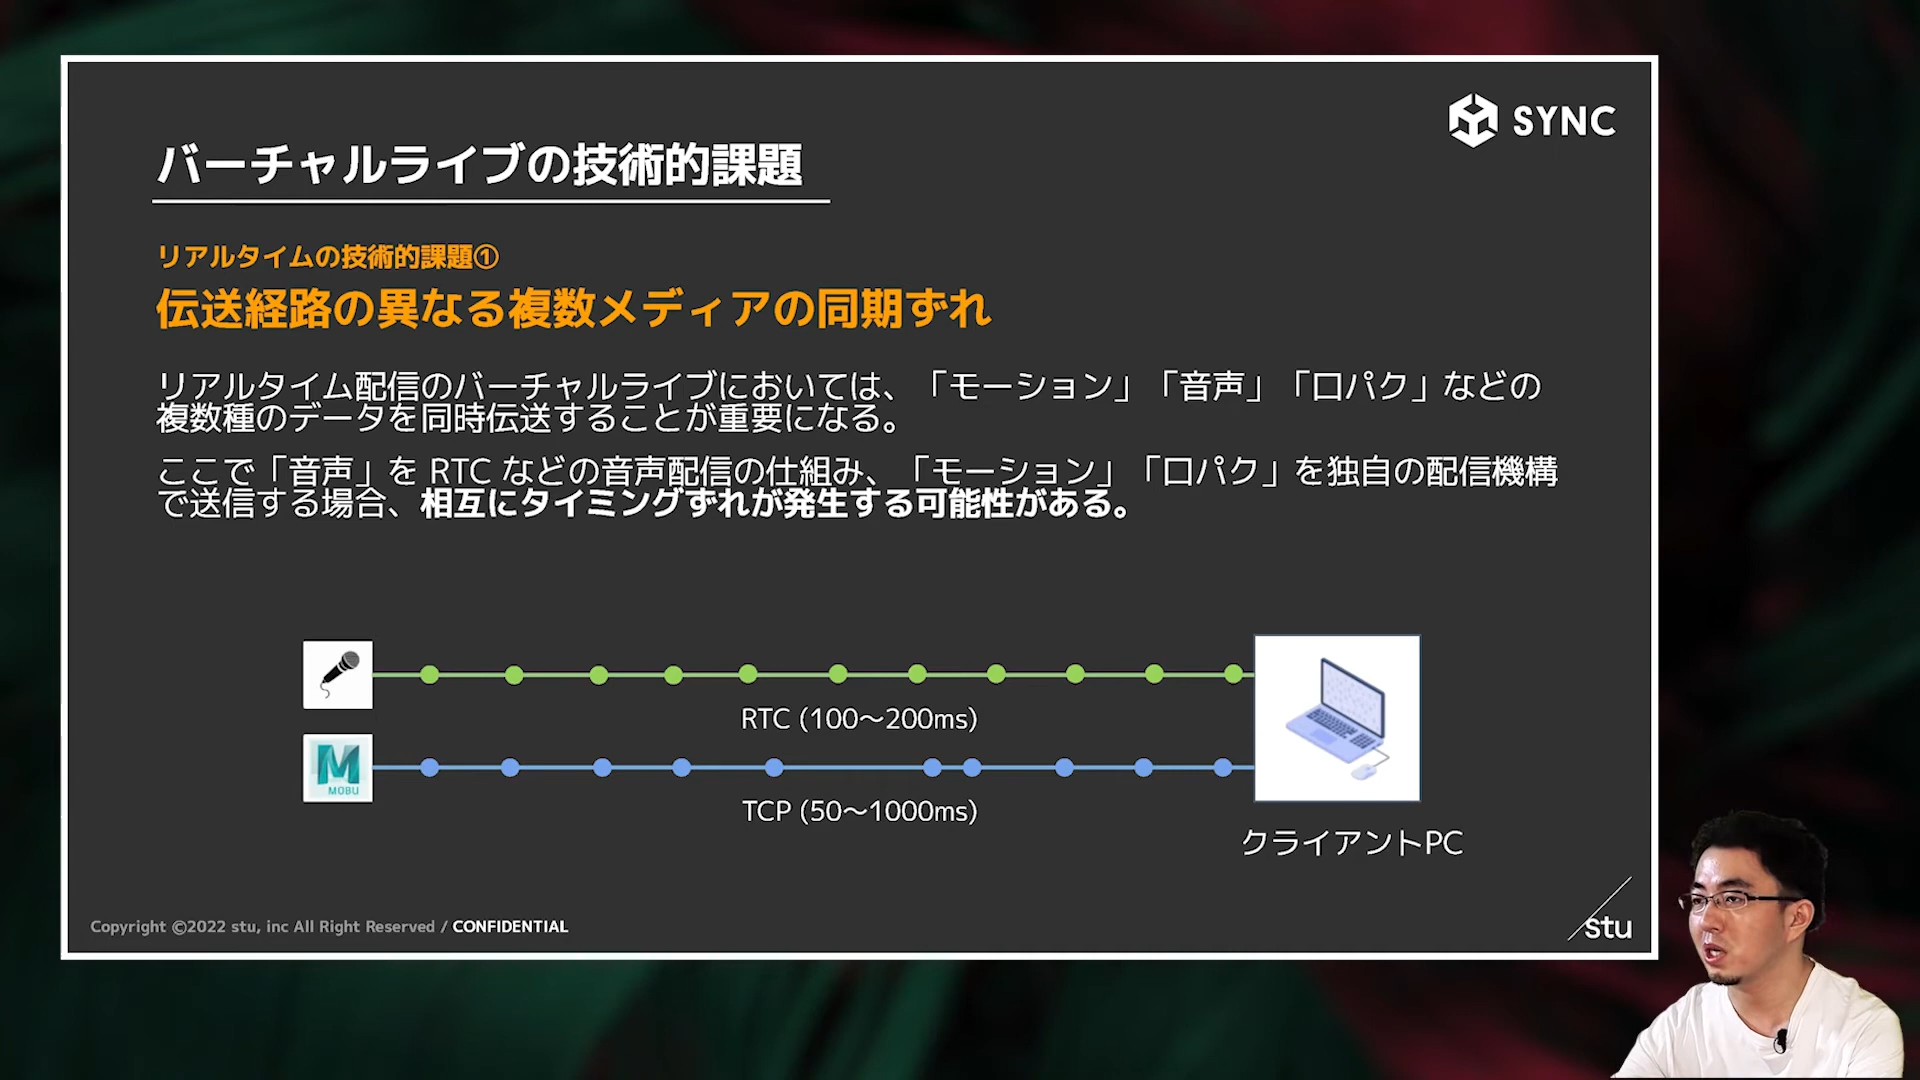 SYNC
バーチャルライブの技術的課題
リアルタイムの技術的課題①
伝送経路の異なる複数メディアの同期ずれ
リアルタイム配信のバーチャルライブにおいては、「モーション」「音声」「口パク」などの
複数種のデータを同時伝送することが重要になる。
ここで「音声」を RTC などの音声配信の仕組み、「モーション」「口パク」を独自の配信機構
で送信する場合、相互にタイミングずれが発生する可能性がある。
RTC (100〜200ms)
M
MOBU
TCP (50〜1000ms)
クライアントPC
Copyright ©2022 stu, inc All Right Reserved / CONFIDENTIAL
stu